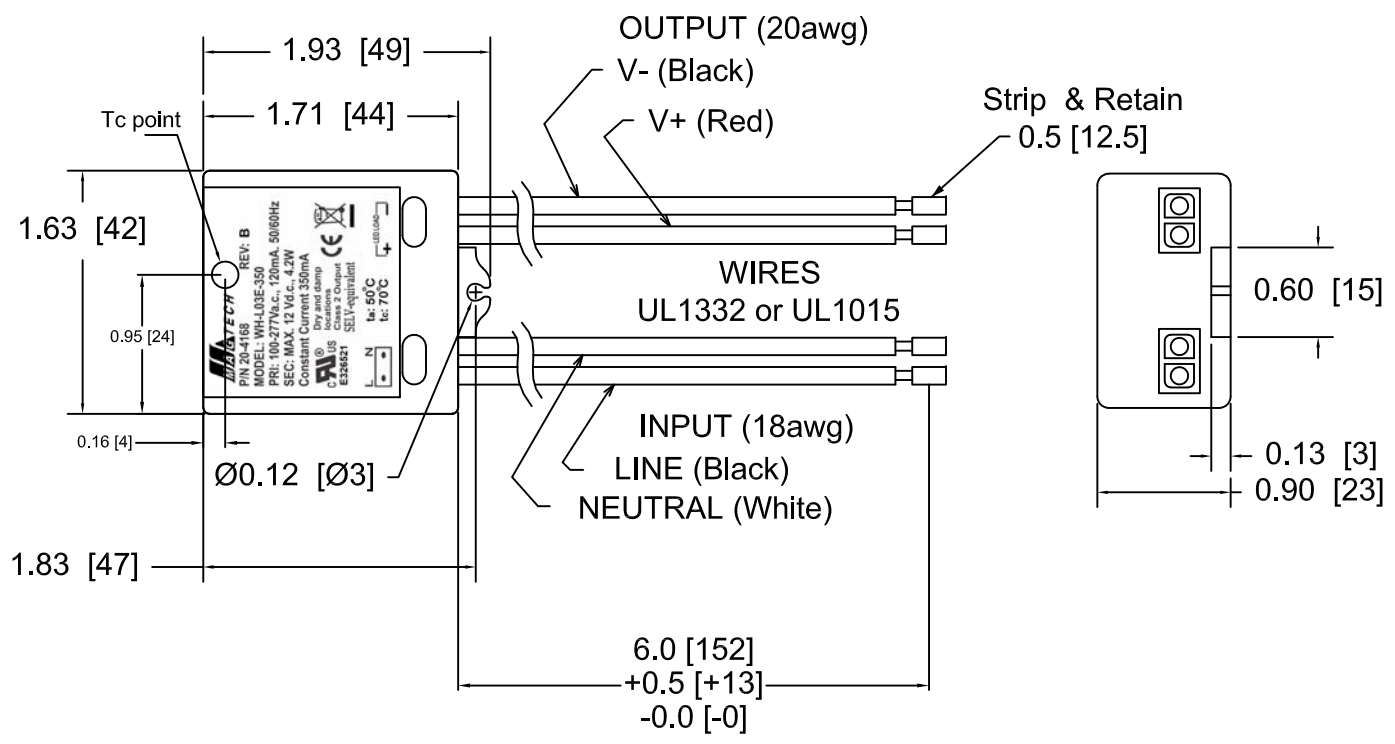 OUTPUT (20awg)
1.93 [49]
V- (Black)
Strip & Retain
1.71 [44]
V+ (Red)
0.5 [12.5]
Tc point
1.63 [42]
WIRES
UL1332 or UL1015
0.60 [15]
0.95 [24]
MAGTECH
P/N 20-4168 REV: B
MODEL: WH-L03E-350
PRI: 100-277Va.c., 120mA. 50/60Hz
SEC: MAX. 12 Vd.c., 4.2W
Constant Current 350mA
C US
E326521
Dry and damp
locations
Class 2 Output
SELV-equivalent
CE
ta: 50°C
tc: 70°C
L N
LED LOAD
+ -
0.16 [4]
INPUT (18awg)
LINE (Black)
NEUTRAL (White)
Ø0.12 [Ø3]
0.13 [3]
0.90 [23]
1.83 [47]
6.0 [152]
+0.5 [+13]
-0.0 [-0]